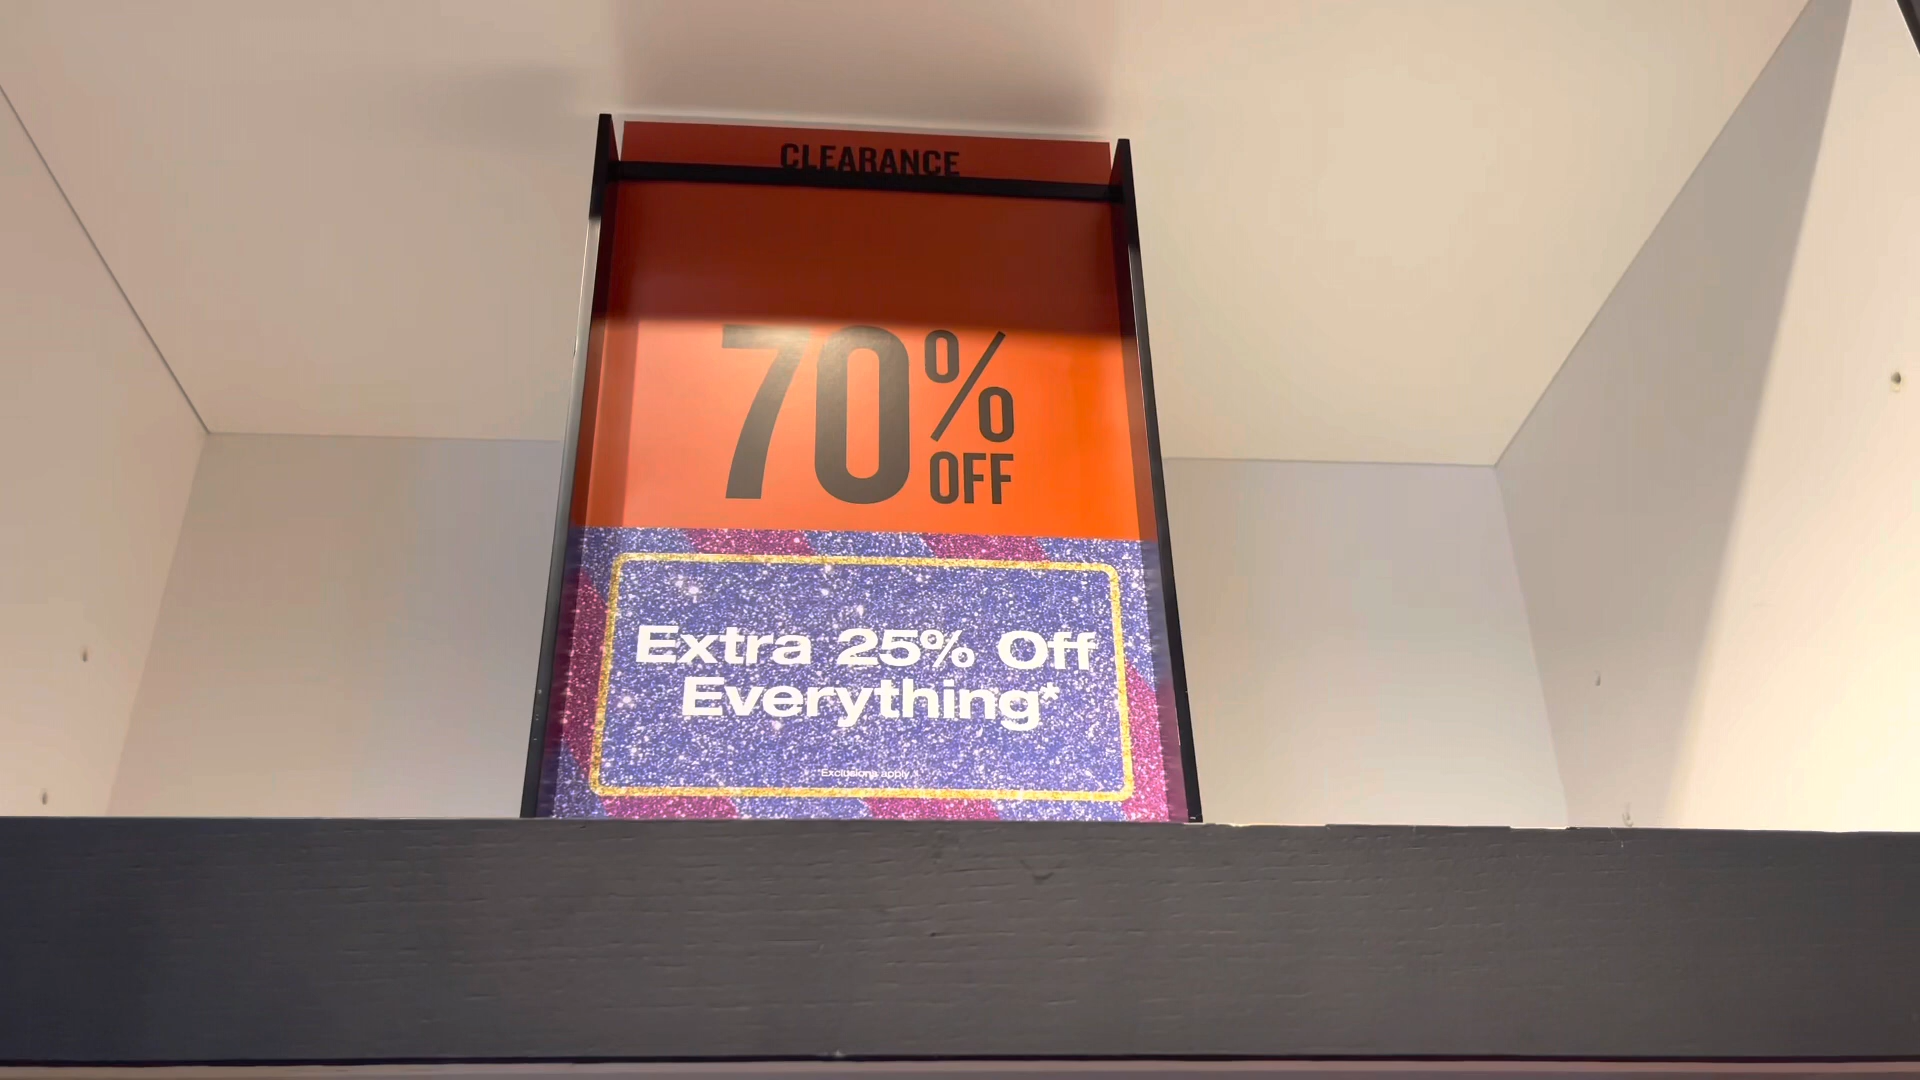 CLEARANCE
70%
OFF
Extra 25% Off
Everything*
*Exclusions apply.